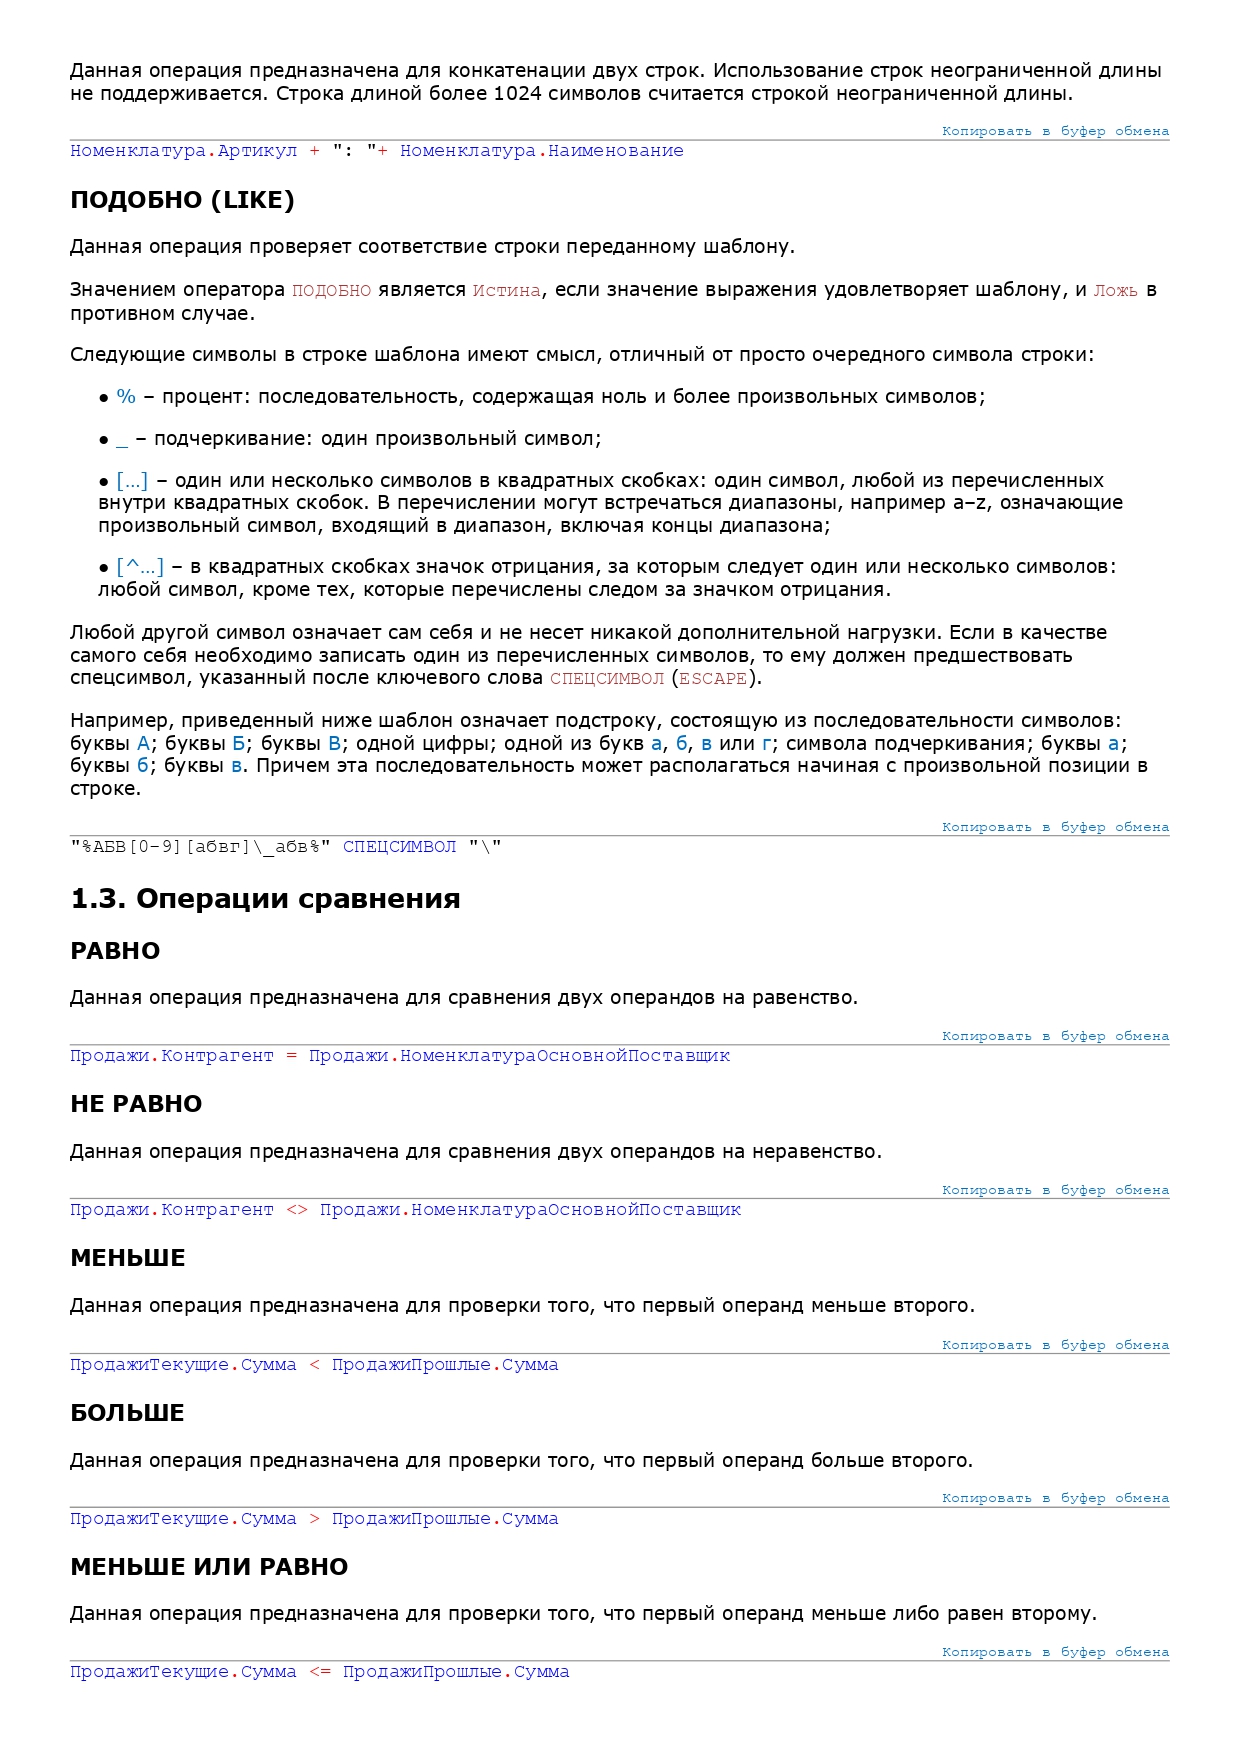 Данная операция предназначена для конкатенации двух строк. Использование строк неограниченной длины
не поддерживается. Строка длиной более 1024 символов считается строкой неограниченной длины.
Копировать в буфер обмена
Номенклатура.Артикул + ": "+ Номенклатура.Наименование
ПОДОБНО (LIKE)
Данная операция проверяет соответствие строки переданному шаблону.
Значением оператора ПОДОБНО является Истина, если значение выражения удовлетворяет шаблону, и Ложь в
противном случае.
Следующие символы в строке шаблона имеют смысл, отличный от просто очередного символа строки:
● % – процент: последовательность, содержащая ноль и более произвольных символов;
● _ – подчеркивание: один произвольный символ;
● […] – один или несколько символов в квадратных скобках: один символ, любой из перечисленных
внутри квадратных скобок. В перечислении могут встречаться диапазоны, например a–z, означающие
произвольный символ, входящий в диапазон, включая концы диапазона;
● [^…] – в квадратных скобках значок отрицания, за которым следует один или несколько символов:
любой символ, кроме тех, которые перечислены следом за значком отрицания.
Любой другой символ означает сам себя и не несет никакой дополнительной нагрузки. Если в качестве
самого себя необходимо записать один из перечисленных символов, то ему должен предшествовать
спецсимвол, указанный после ключевого слова СПЕЦСИМВОЛ (ESCAPE).
Например, приведенный ниже шаблон означает подстроку, состоящую из последовательности символов:
буквы А; буквы Б; буквы В; одной цифры; одной из букв а, б, в или г; символа подчеркивания; буквы а;
буквы б; буквы в. Причем эта последовательность может располагаться начиная с произвольной позиции в
строке.
Копировать в буфер обмена
"%АБВ[0-9][абвг]\_абв%" СПЕЦСИМВОЛ "\"
1.3. Операции сравнения
РАВНО
Данная операция предназначена для сравнения двух операндов на равенство.
Копировать в буфер обмена
Продажи.Контрагент = Продажи.НоменклатураОсновнойПоставщик
НЕ РАВНО
Данная операция предназначена для сравнения двух операндов на неравенство.
Копировать в буфер обмена
Продажи.Контрагент <> Продажи.НоменклатураОсновнойПоставщик
МЕНЬШЕ
Данная операция предназначена для проверки того, что первый операнд меньше второго.
Копировать в буфер обмена
ПродажиТекущие.Сумма < ПродажиПрошлые.Сумма
БОЛЬШЕ
Данная операция предназначена для проверки того, что первый операнд больше второго.
Копировать в буфер обмена
ПродажиТекущие.Сумма > ПродажиПрошлые.Сумма
МЕНЬШЕ ИЛИ РАВНО
Данная операция предназначена для проверки того, что первый операнд меньше либо равен второму.
Копировать в буфер обмена
ПродажиТекущие.Сумма <= ПродажиПрошлые.Сумма